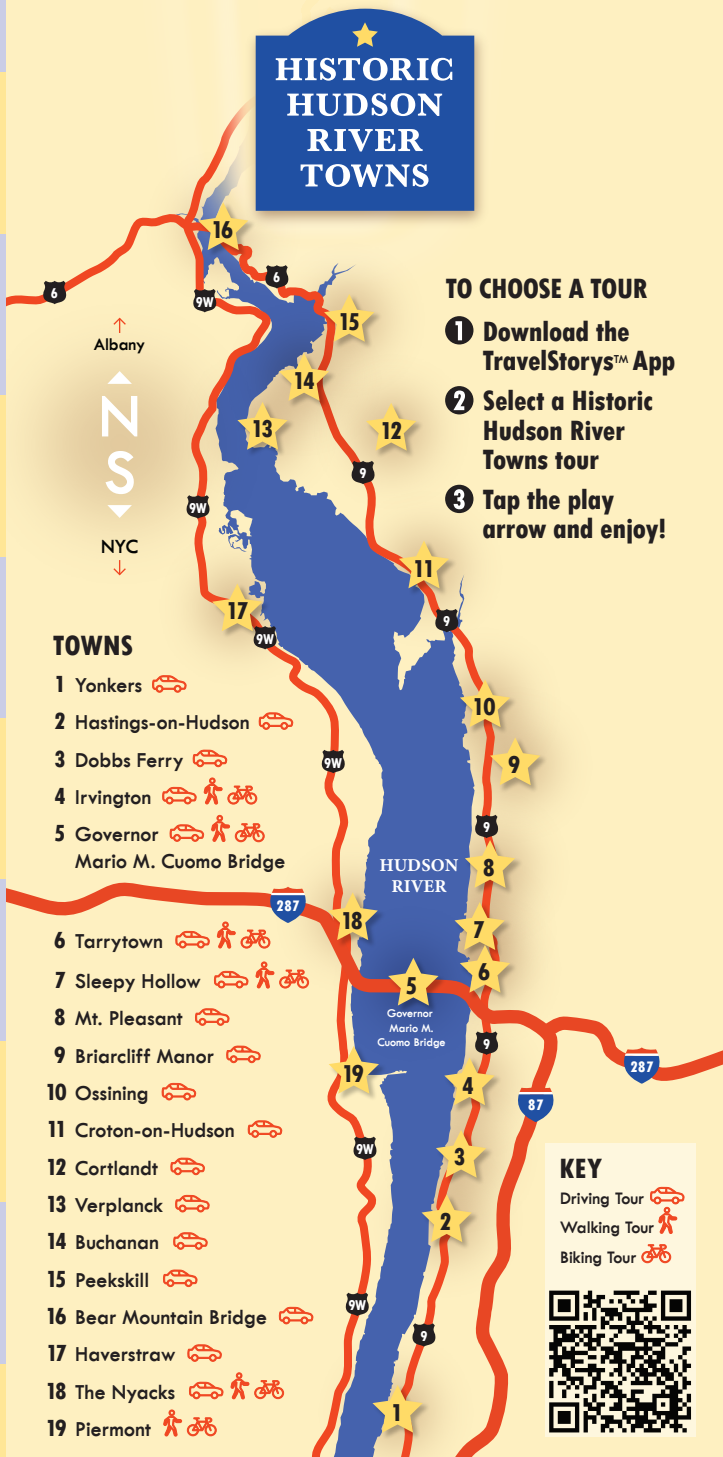 HISTORIC
HUDSON
RIVER
TOWNS
16
6
6
9W
15
TO CHOOSE A TOUR
1 Download the
TravelStorys™ App
2 Select a Historic
Hudson River
Towns tour
3 Tap the play
arrow and enjoy!
Albany
N
S
NYC
14
13
12
9
9W
11
17
9
9W
TOWNS
1 Yonkers
2 Hastings-on-Hudson
3 Dobbs Ferry
4 Irvington
5 Governor
Mario M. Cuomo Bridge
10
9
9W
9
8
HUDSON
RIVER
287
18
7
6
5
Governor
Mario M.
Cuomo Bridge
9
287
19
4
87
6 Tarrytown
7 Sleepy Hollow
8 Mt. Pleasant
9 Briarcliff Manor
10 Ossining
11 Croton-on-Hudson
12 Cortlandt
13 Verplanck
14 Buchanan
15 Peekskill
16 Bear Mountain Bridge
17 Haverstraw
18 The Nyacks
19 Piermont
9W
3
2
9W
9
1
KEY
Driving Tour
Walking Tour
Biking Tour